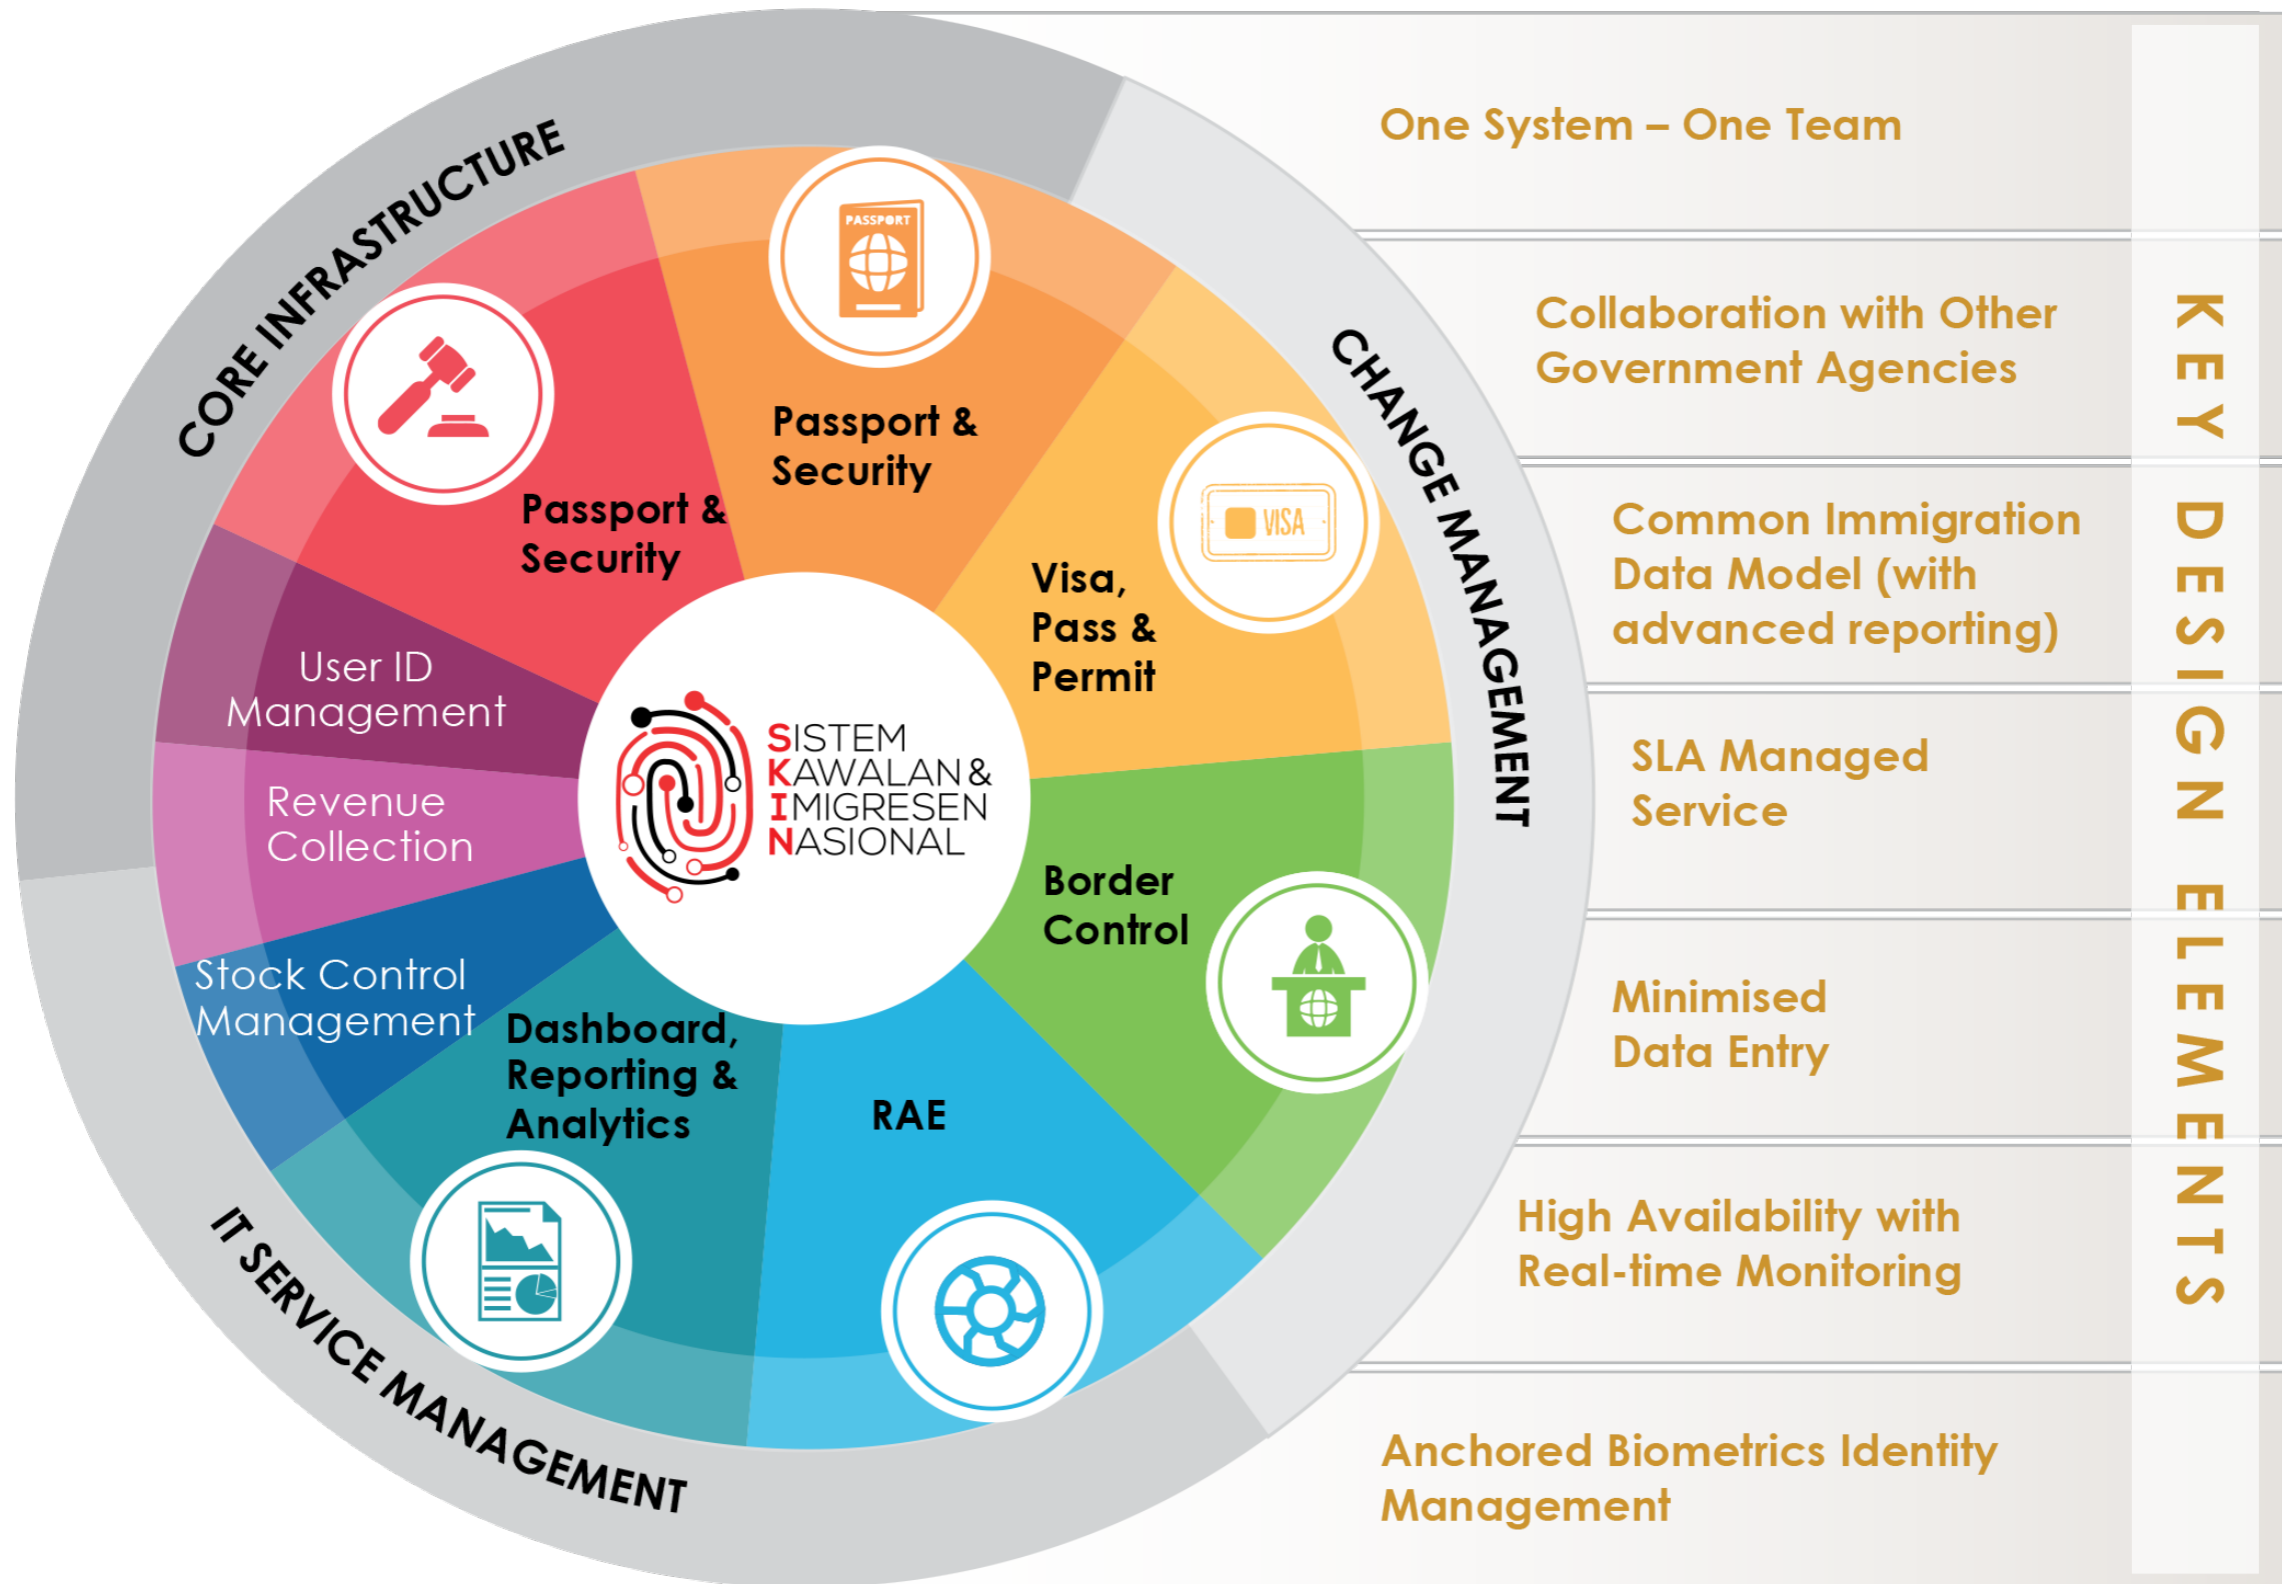 CORE INFRASTRUCTURE
PASSPORT
Passport &
Security
Passport &
Security
VISA
Visa,
Pass &
Permit
CHANGE MANAGEMENT
User ID
Management
Revenue
Collection
Stock Control
Management
SISTEM
KAWALAN &
IMIGRESEN
NASIONAL
Border
Control
Dashboard,
Reporting &
Analytics
RAE
IT SERVICE MANAGEMENT
One System – One Team
Collaboration with Other
Government Agencies
Common Immigration
Data Model (with
advanced reporting)
SLA Managed
Service
Minimised
Data Entry
High Availability with
Real-time Monitoring
Anchored Biometrics Identity
Management
KEY DESIGN ELEMENTS